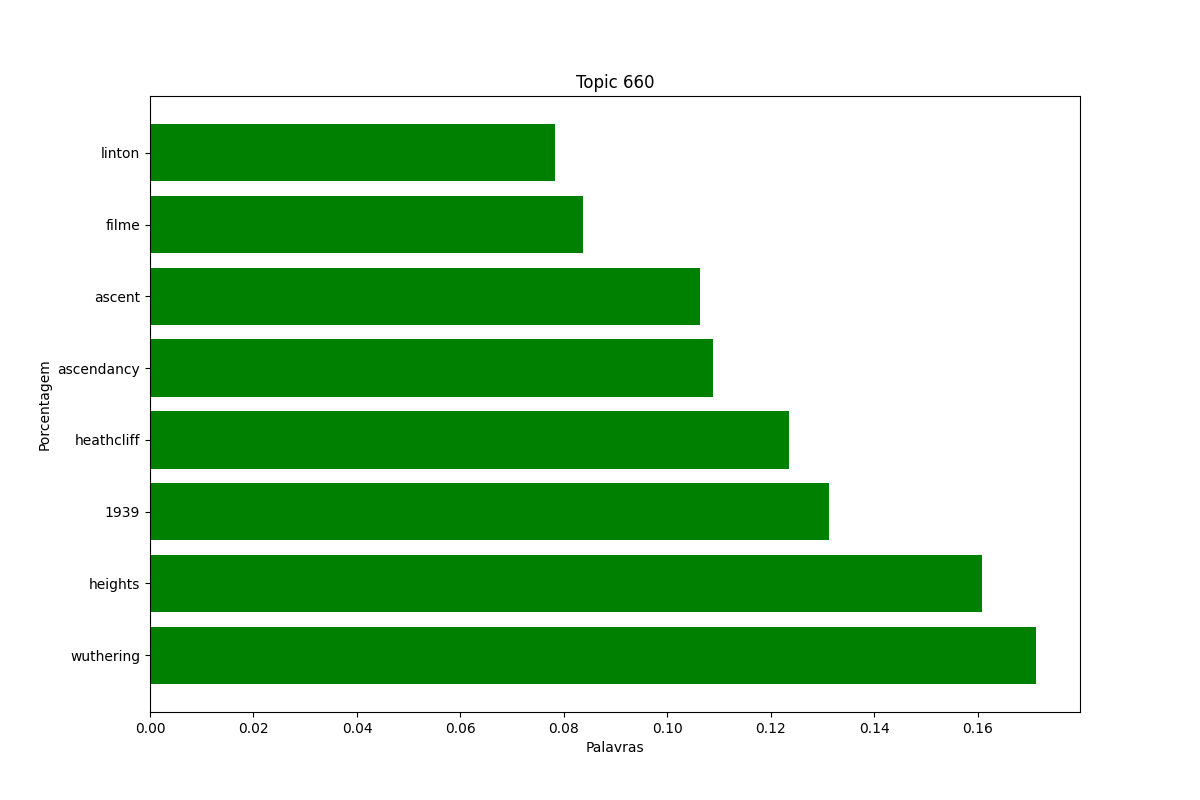 Topic 660
linton
filme
ascent
ascendancy
heathcliff
1939
heights
wuthering
Porcentagem
0.00 0.02 0.04 0.06 0.08 0.10 0.12 0.14 0.16
Palavras